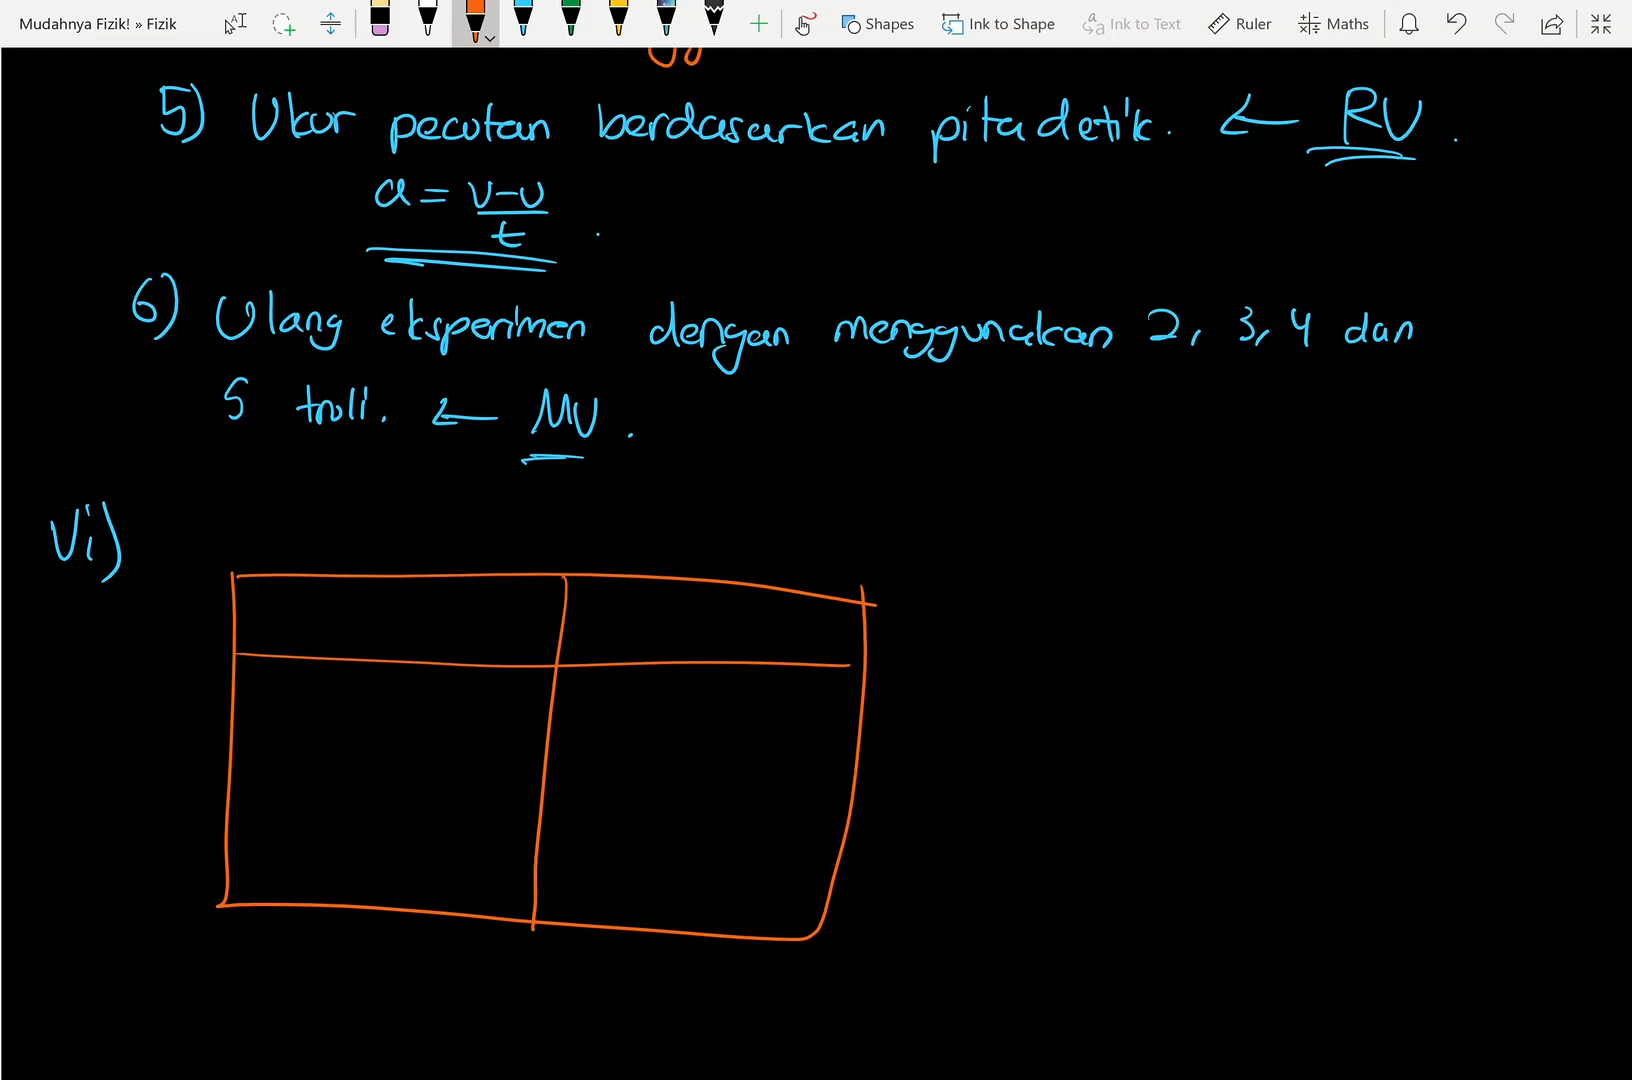 Mudahnya Fizik! » Fizik
Shapes
Ink to Shape
Ink to Text
Ruler
Maths
5) Ukur pecutan berdasarkan pita detik. ← RV.
a = v-u
t
6) Ulang eksperimen dengan menggunakan 2, 3, 4 dan
5 troli. ← MV.
Vi)